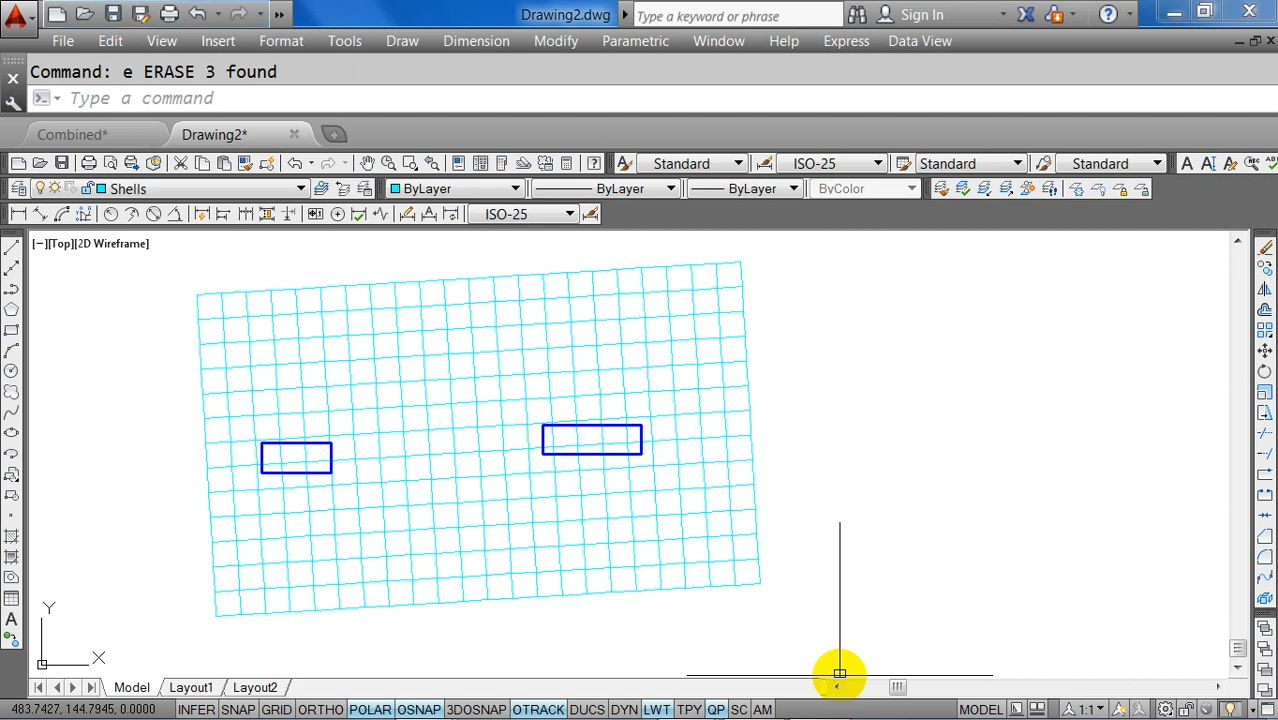 Drawing2.dwg
Type a keyword or phrase
Sign In
File Edit View Insert Format Tools Draw Dimension Modify Parametric Window Help Express Data View
Command: e ERASE 3 found
Type a command
Combined* Drawing2*
Standard ISO-25 Standard Standard
Shells ByLayer ByLayer ByLayer ByColor
ISO-25
[−][Top][2D Wireframe]
Y
X
Model Layout1 Layout2
483.7427, 144.7945, 0.0000 INFER SNAP GRID ORTHO POLAR OSNAP 3DOSNAP OTRACK DUCS DYN LWT TPY QP SC AM MODEL 1:1